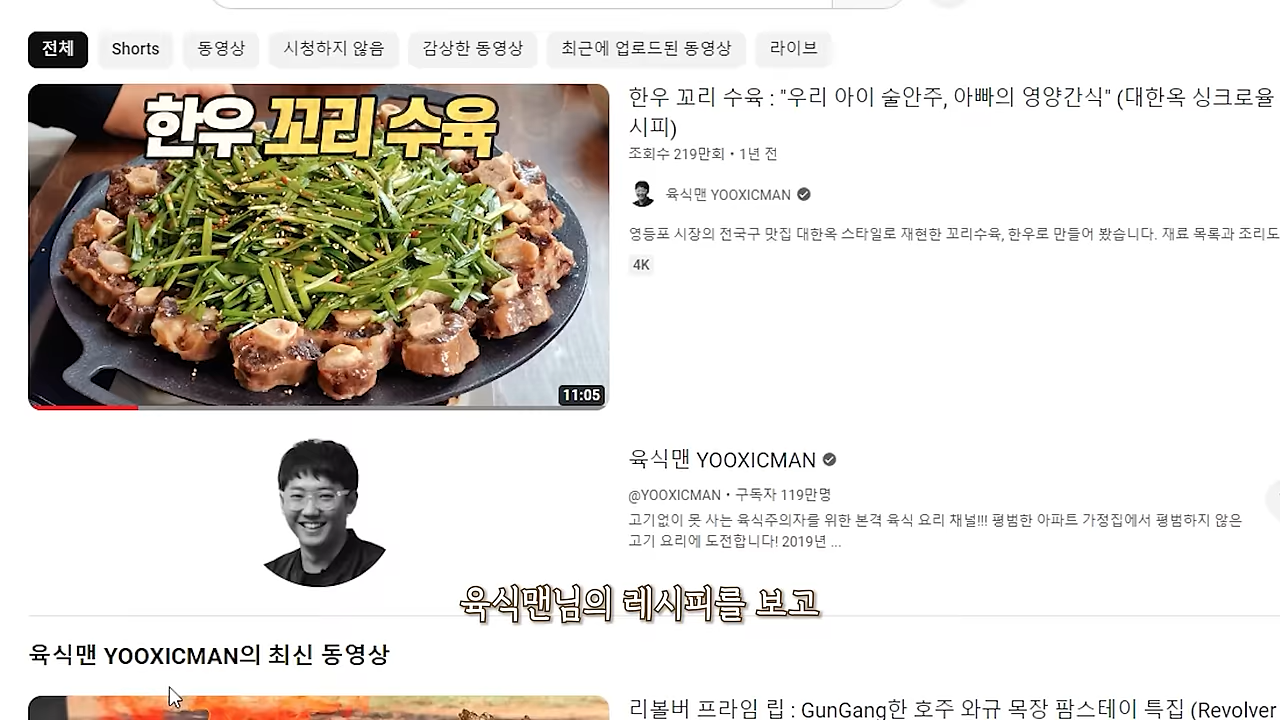 전체
Shorts
동영상
시청하지 않음
감상한 동영상
최근에 업로드된 동영상
라이브
한우 꼬리 수육
11:05
한우 꼬리 수육 : "우리 아이 술안주, 아빠의 영양간식" (대한옥 싱크로율
시피)
조회수 219만회 • 1년 전
육식맨 YOOXICMAN
영등포 시장의 전국구 맛집 대한옥 스타일로 재현한 꼬리수육, 한우로 만들어 봤습니다. 재료 목록과 조리도
4K
육식맨 YOOXICMAN
@YOOXICMAN • 구독자 119만명
고기없이 못 사는 육식주의자를 위한 본격 육식 요리 채널!!! 평범한 아파트 가정집에서 평범하지 않은
고기 요리에 도전합니다! 2019년 ...
육식맨님의 레시피를 보고
육식맨 YOOXICMAN의 최신 동영상
리볼버 프라임 립 : GunGang한 호주 와규 목장 팜스테이 특집 (Revolver